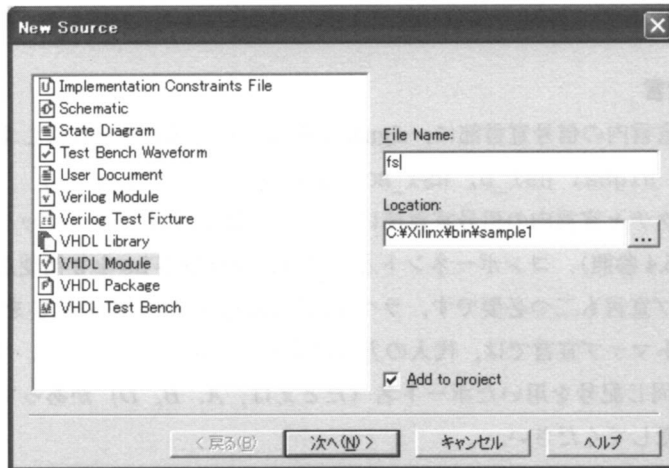 New Source
Implementation Constraints File
Schematic
State Diagram
Test Bench Waveform
User Document
Verilog Module
Verilog Test Fixture
VHDL Library
VHDL Module
VHDL Package
VHDL Test Bench
File Name:
fs
Location:
C:¥Xilinx¥bin¥sample1
...
Add to project
<戻る(B)
次へ(N) >
キャンセル
ヘルプ